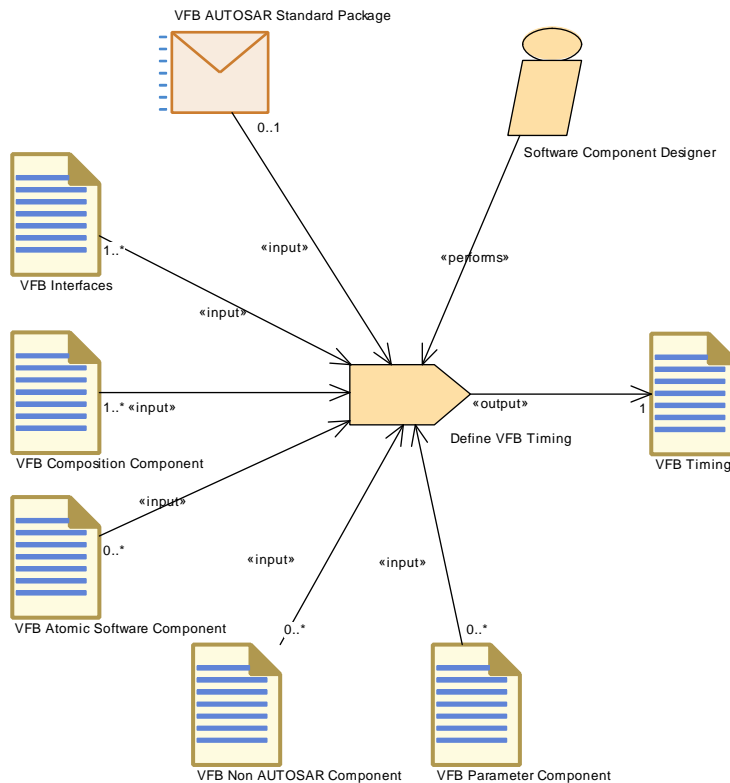 VFB AUTOSAR Standard Package
0..1
Software Component Designer
«input»
«performs»
1..*
VFB Interfaces
«input»
1..* «input»
«output»
1
Define VFB Timing
VFB Composition Component
VFB Timing
«input»
0..*
«input»
«input»
VFB Atomic Software Component
0..*
0..*
VFB Non AUTOSAR Component
VFB Parameter Component